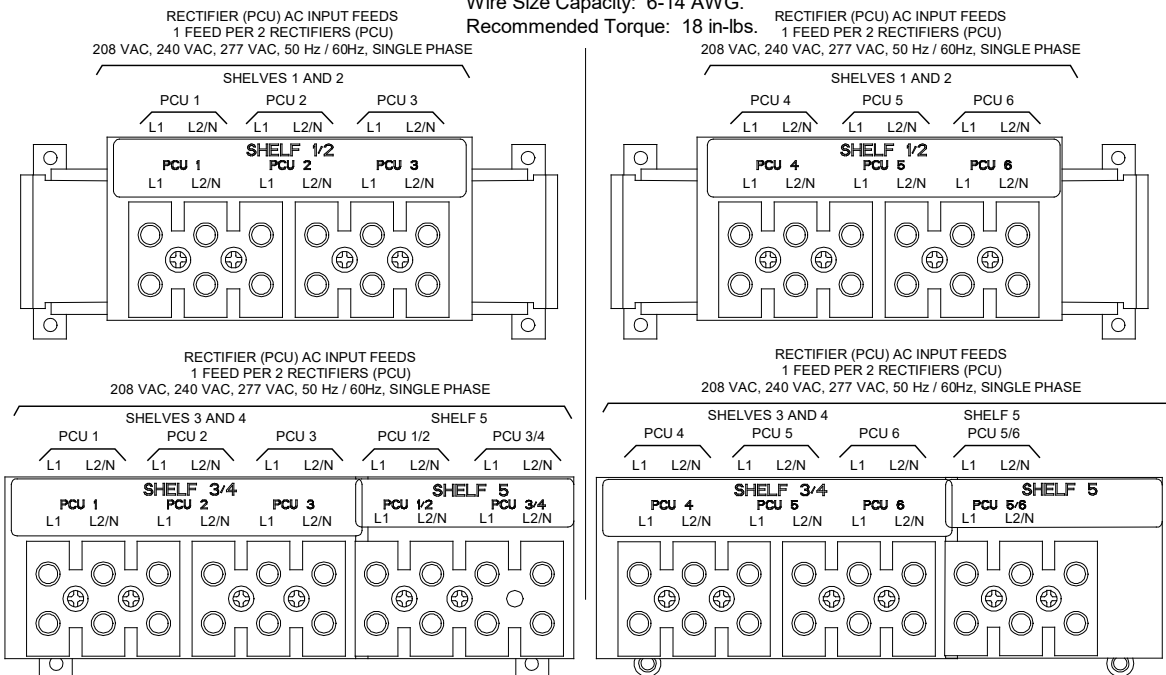 Wire Size Capacity: 6-14 AWG.
Recommended Torque: 18 in-lbs.
RECTIFIER (PCU) AC INPUT FEEDS
1 FEED PER 2 RECTIFIERS (PCU)
208 VAC, 240 VAC, 277 VAC, 50 Hz / 60Hz, SINGLE PHASE
SHELVES 1 AND 2
PCU 1 PCU 2 PCU 3
L1 L2/N L1 L2/N L1 L2/N
SHELF 1/2
PCU 1 PCU 2 PCU 3
L1 L2/N L1 L2/N L1 L2/N
RECTIFIER (PCU) AC INPUT FEEDS
1 FEED PER 2 RECTIFIERS (PCU)
208 VAC, 240 VAC, 277 VAC, 50 Hz / 60Hz, SINGLE PHASE
SHELVES 1 AND 2
PCU 4 PCU 5 PCU 6
L1 L2/N L1 L2/N L1 L2/N
SHELF 1/2
PCU 4 PCU 5 PCU 6
L1 L2/N L1 L2/N L1 L2/N
RECTIFIER (PCU) AC INPUT FEEDS
1 FEED PER 2 RECTIFIERS (PCU)
208 VAC, 240 VAC, 277 VAC, 50 Hz / 60Hz, SINGLE PHASE
SHELVES 3 AND 4 SHELF 5
PCU 1 PCU 2 PCU 3 PCU 1/2 PCU 3/4
L1 L2/N L1 L2/N L1 L2/N L1 L2/N L1 L2/N
SHELF 3/4 SHELF 5
PCU 1 PCU 2 PCU 3 PCU 1/2 PCU 3/4
L1 L2/N L1 L2/N L1 L2/N L1 L2/N L1 L2/N
RECTIFIER (PCU) AC INPUT FEEDS
1 FEED PER 2 RECTIFIERS (PCU)
208 VAC, 240 VAC, 277 VAC, 50 Hz / 60Hz, SINGLE PHASE
SHELVES 3 AND 4 SHELF 5
PCU 4 PCU 5 PCU 6 PCU 5/6
L1 L2/N L1 L2/N L1 L2/N L1 L2/N
SHELF 3/4 SHELF 5
PCU 4 PCU 5 PCU 6 PCU 5/6
L1 L2/N L1 L2/N L1 L2/N L1 L2/N